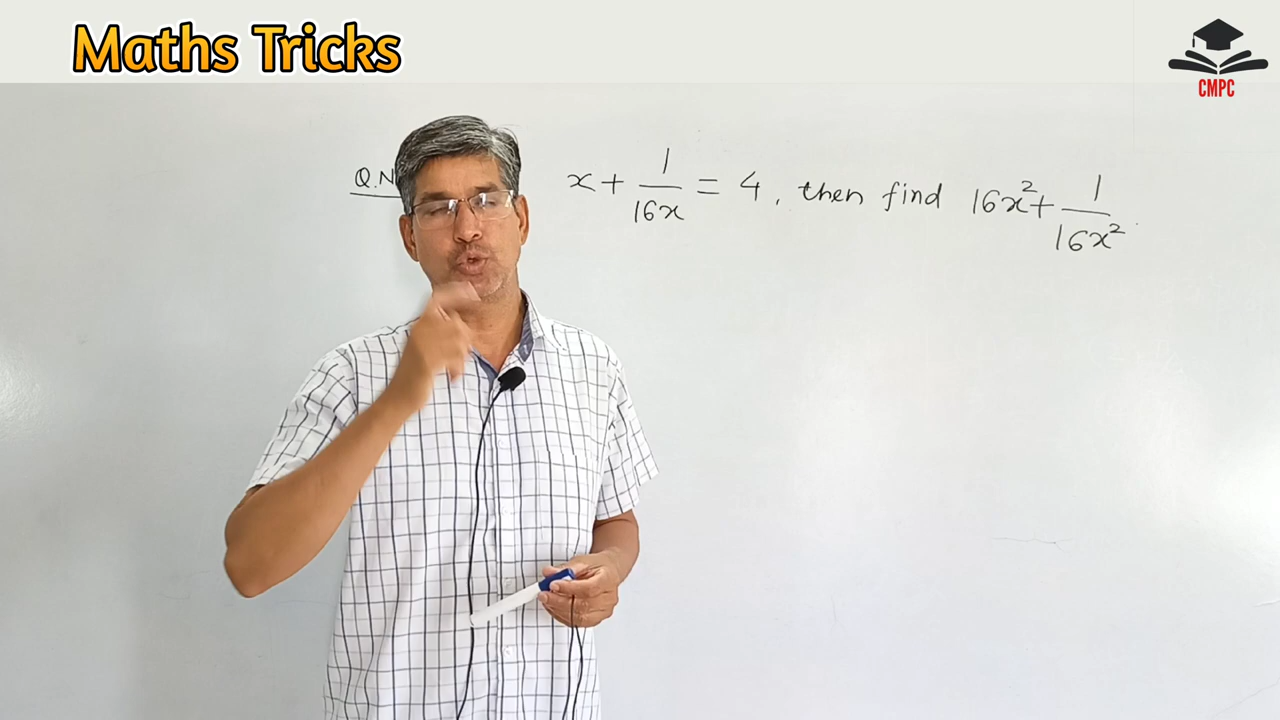 Maths Tricks
CMPC
Q.N
x + 1/16x = 4, then find 16x² + 1/16x²